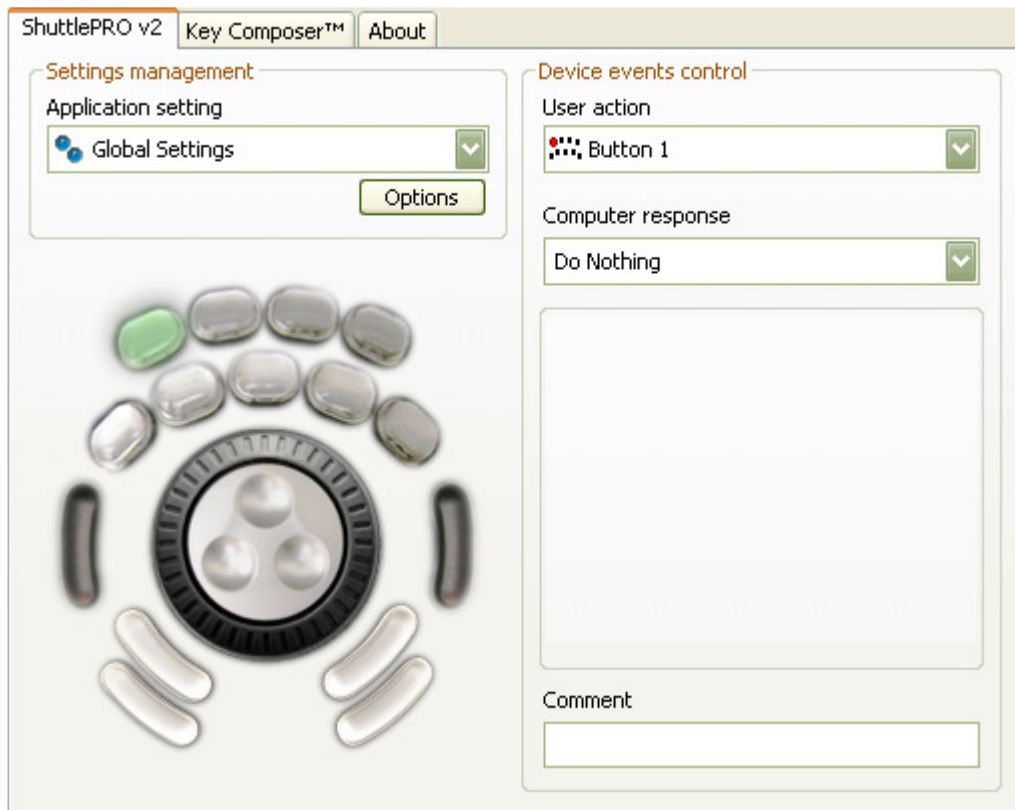 ShuttlePRO v2
Key Composer™
About
Settings management
Application setting
Global Settings
Options
Device events control
User action
Button 1
Computer response
Do Nothing
Comment